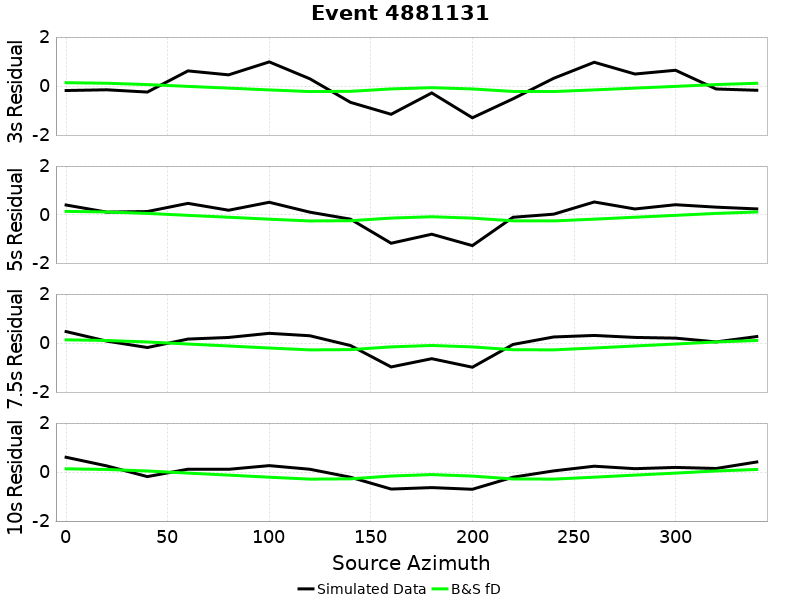 Event 4881131
3s Residual
2
0
-2
5s Residual
2
0
-2
7.5s Residual
2
0
-2
10s Residual
2
0
-2
0 50 100 150 200 250 300
Source Azimuth
Simulated Data B&S fD